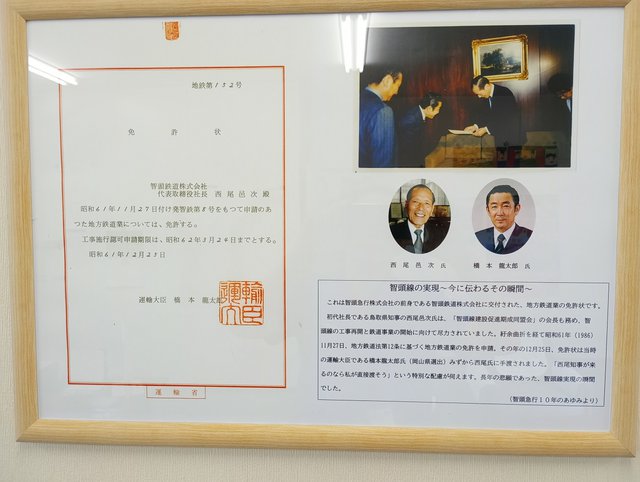 地鉄第152号
免許状
智頭鉄道株式会社
代表取締役社長 西尾邑次 殿
昭和61年11月27日付け発智鉄第8号をもつて申請のあ
つた地方鉄道業については、免許する。
工事施行認可申請期限は、昭和62年3月24日までとする。
昭和61年12月25日
運輸大臣 橋本龍太郎
運輸省
西尾邑次 氏
橋本龍太郎 氏
智頭線の実現～今に伝わるその瞬間～
これは智頭急行株式会社の前身である智頭鉄道株式会社に交付された、地方鉄道業の免許状です。
初代社長である鳥取県知事の西尾邑次氏は、「智頭線建設促進期成同盟会」の会長も務め、智
頭線の工事再開と鉄道事業の開始に向けて尽力されていました。紆余曲折を経て昭和61年（1986）
11月27日、地方鉄道法第12条に基づく地方鉄道業の免許を申請。その年の12月25日、免許状は当時
の運輸大臣である橋本龍太郎氏（岡山県選出）みずから西尾氏に手渡されました。「西尾知事が来
るのなら私が直接渡そう」という特別な配慮が伺えます。長年の悲願であった、智頭線実現の瞬間
でした。
（智頭急行10年のあゆみより）